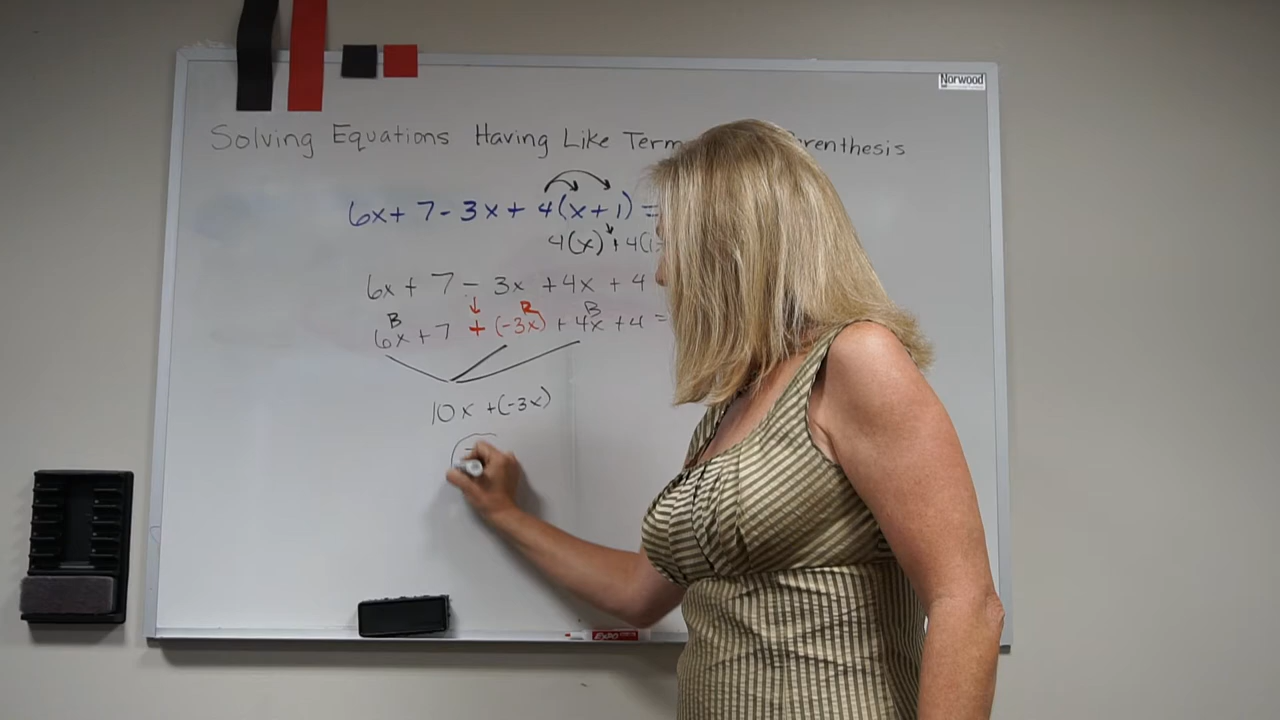 Norwood
Solving Equations Having Like Term
6x + 7 - 3x + 4(x + 1) =
4(x) + 4(1
6x + 7 - 3x + 4x + 4
B R B
6x + 7 + (-3x) + 4x + 4 =
10x + (-3x)
EXPO